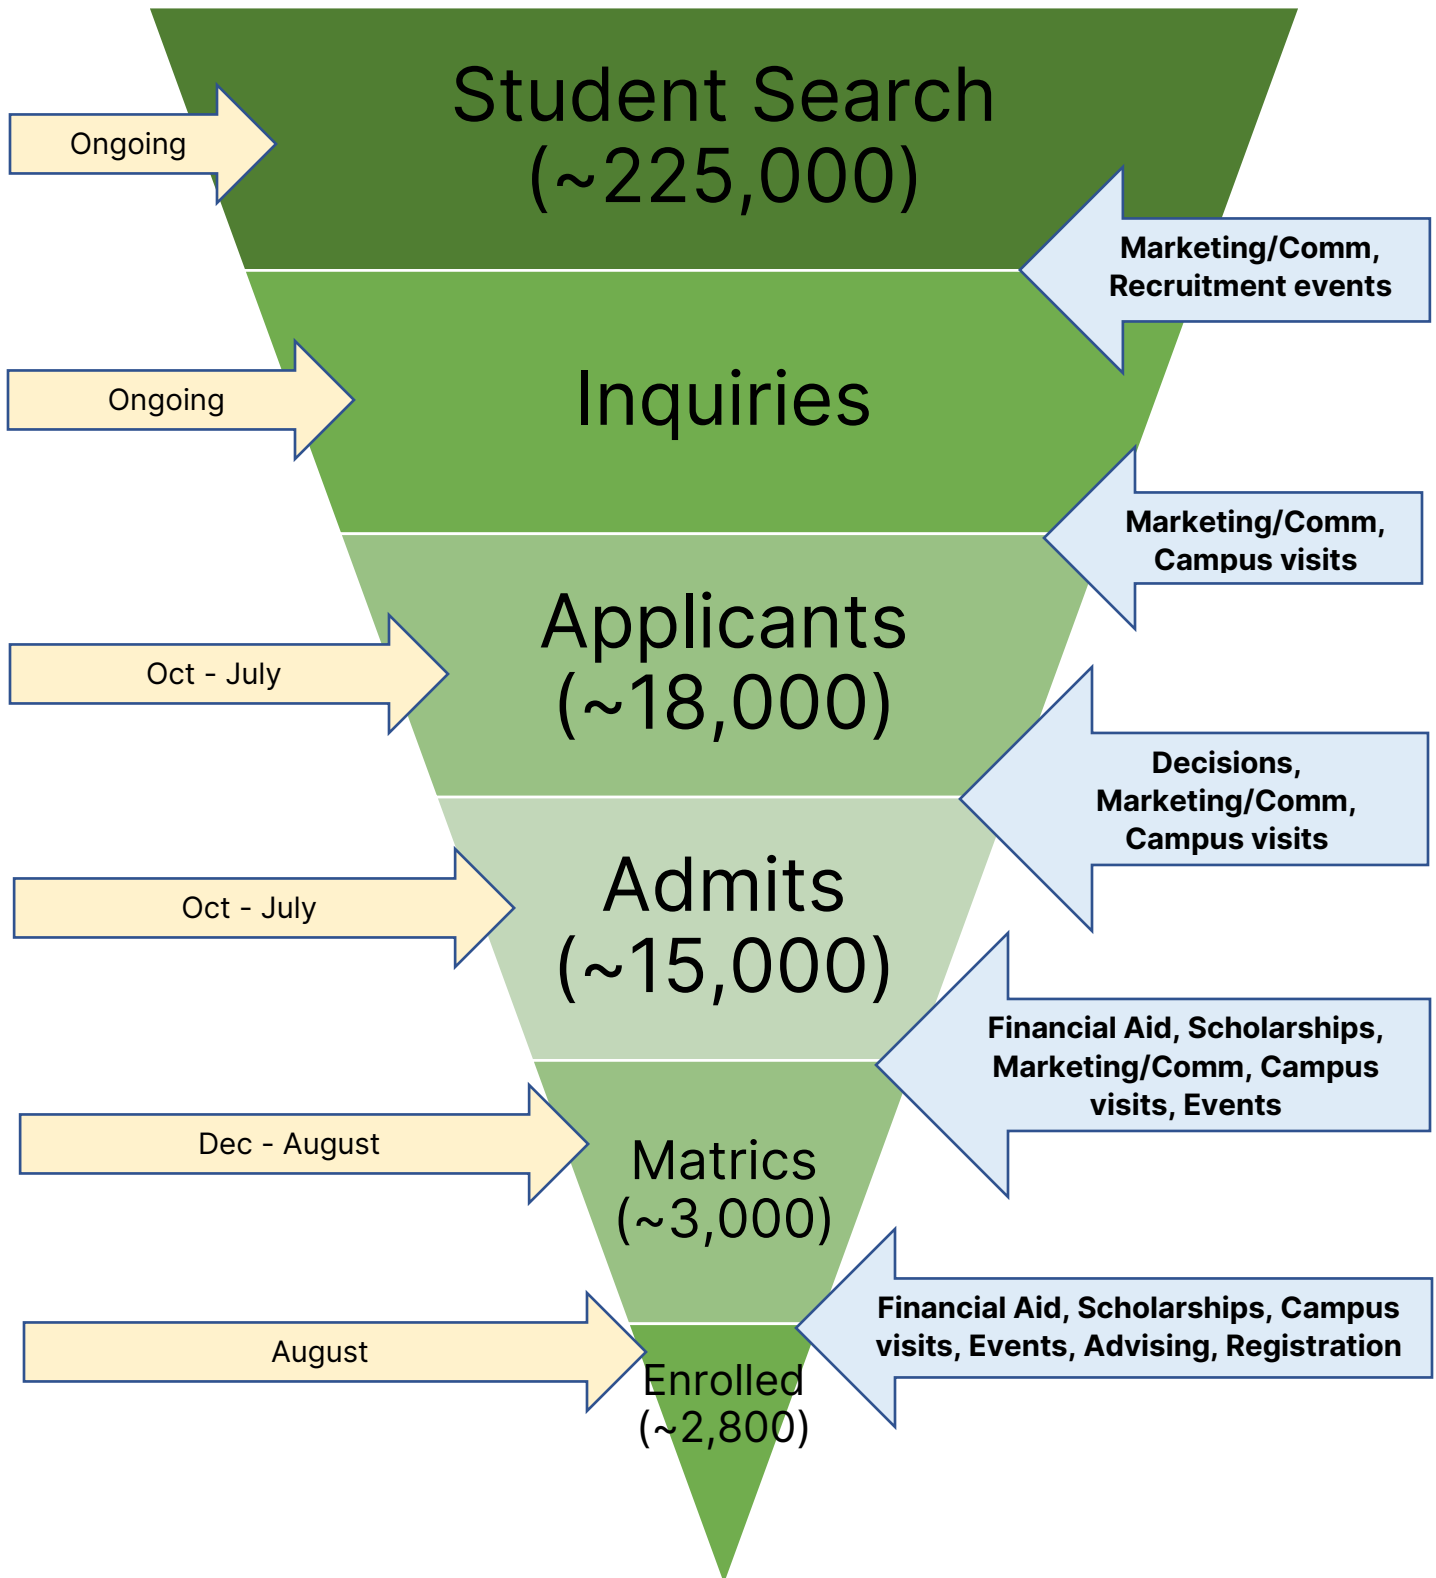 Student Search
(~225,000)
Ongoing
Marketing/Comm,
Recruitment events
Inquiries
Ongoing
Marketing/Comm,
Campus visits
Applicants
(~18,000)
Oct - July
Decisions,
Marketing/Comm,
Campus visits
Admits
(~15,000)
Oct - July
Financial Aid, Scholarships,
Marketing/Comm, Campus
visits, Events
Matrics
(~3,000)
Dec - August
Financial Aid, Scholarships, Campus
visits, Events, Advising, Registration
August
Enrolled
(~2,800)